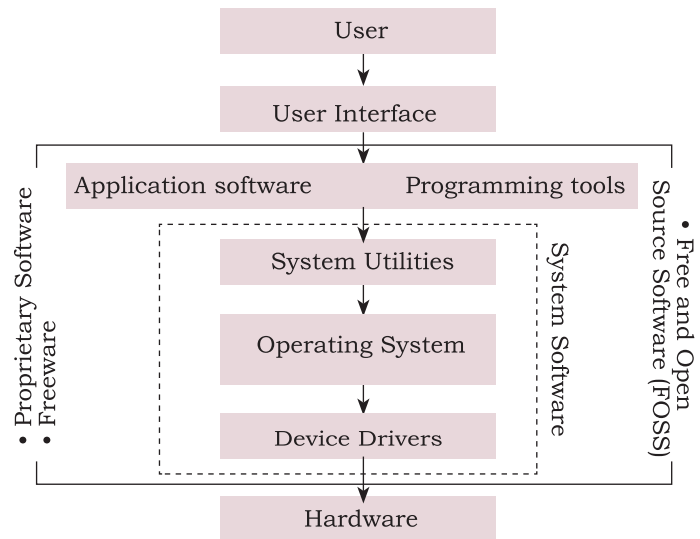 User
User Interface
Application software
Programming tools
System Utilities
Operating System
Device Drivers
System Software
Hardware
• Proprietary Software
• Freeware
• Free and Open
Source Software (FOSS)